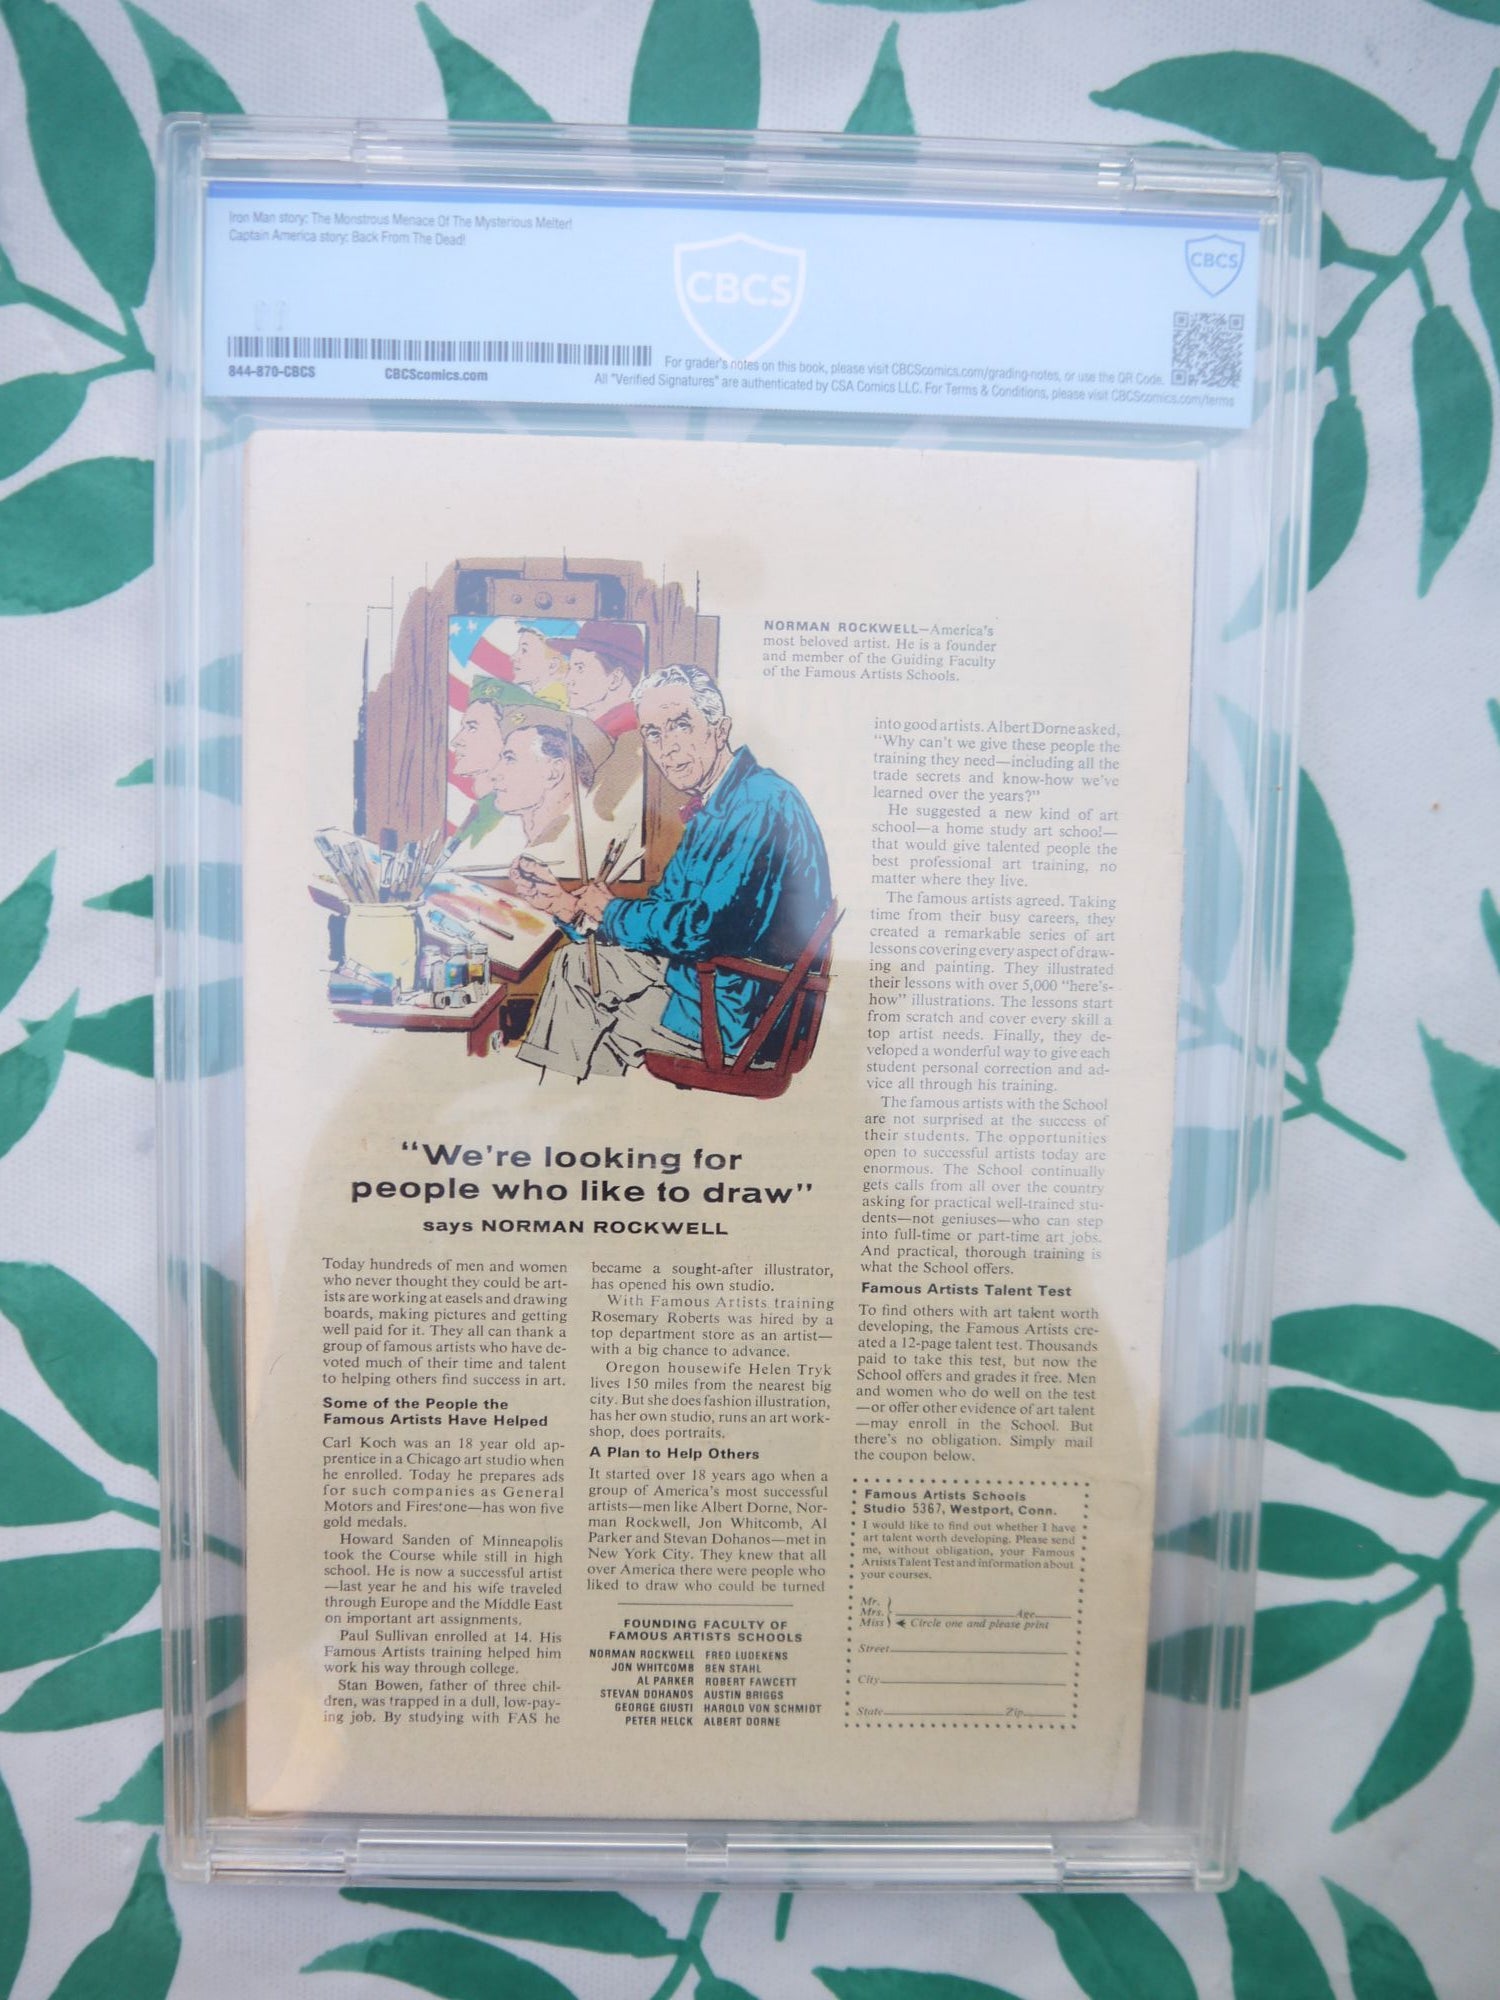 Iron Man story: The Monstrous Menace Of The Mysterious Melter!
Captain America story: Back From The Dead!
CBCS
CBCS
844-870-CBCS
CBCScomics.com
For grader's notes on this book, please visit CBCScomics.com/grading-notes, or use the QR Code.
All "Verified Signatures" are authenticated by CSA Comics LLC. For Terms & Conditions, please visit CBCScomics.com/terms
NORMAN ROCKWELL—America's
most beloved artist. He is a founder
and member of the Guiding Faculty
of the Famous Artists Schools.
"We're looking for
people who like to draw"
says NORMAN ROCKWELL
Today hundreds of men and women
who never thought they could be art-
ists are working at easels and drawing
boards, making pictures and getting
well paid for it. They all can thank a
group of famous artists who have de-
voted much of their time and talent
to helping others find success in art.
Some of the People the
Famous Artists Have Helped
Carl Koch was an 18 year old ap-
prentice in a Chicago art studio when
he enrolled. Today he prepares ads
for such companies as General
Motors and Firestone—has won five
gold medals.
Howard Sanden of Minneapolis
took the Course while still in high
school. He is now a successful artist
—last year he and his wife traveled
through Europe and the Middle East
on important art assignments.
Paul Sullivan enrolled at 14. His
Famous Artists training helped him
work his way through college.
Stan Bowen, father of three chil-
dren, was trapped in a dull, low-pay-
ing job. By studying with FAS he
became a sought-after illustrator,
has opened his own studio.
With Famous Artists training
Rosemary Roberts was hired by a
top department store as an artist—
with a big chance to advance.
Oregon housewife Helen Tryk
lives 150 miles from the nearest big
city. But she does fashion illustration,
has her own studio, runs an art work-
shop, does portraits.
A Plan to Help Others
It started over 18 years ago when a
group of America's most successful
artists—men like Albert Dorne, Nor-
man Rockwell, Jon Whitcomb, Al
Parker and Stevan Dohanos—met in
New York City. They knew that all
over America there were people who
liked to draw who could be turned
FOUNDING FACULTY OF
FAMOUS ARTISTS SCHOOLS
NORMAN ROCKWELL FRED LUDEKENS
JON WHITCOMB BEN STAHL
AL PARKER ROBERT FAWCETT
STEVAN DOHANOS AUSTIN BRIGGS
GEORGE GIUSTI HAROLD VON SCHMIDT
PETER HELCK ALBERT DORNE
into good artists. Albert Dorne asked,
"Why can't we give these people the
training they need—including all the
trade secrets and know-how we've
learned over the years?"
He suggested a new kind of art
school—a home study art school—
that would give talented people the
best professional art training, no
matter where they live.
The famous artists agreed. Taking
time from their busy careers, they
created a remarkable series of art
lessons covering every aspect of draw-
ing and painting. They illustrated
their lessons with over 5,000 "here's-
how" illustrations. The lessons start
from scratch and cover every skill a
top artist needs. Finally, they de-
veloped a wonderful way to give each
student personal correction and ad-
vice all through his training.
The famous artists with the School
are not surprised at the success of
their students. The opportunities
open to successful artists today are
enormous. The School continually
gets calls from all over the country
asking for practical well-trained stu-
dents—not geniuses—who can step
into full-time or part-time art jobs.
And practical, thorough training is
what the School offers.
Famous Artists Talent Test
To find others with art talent worth
developing, the Famous Artists cre-
ated a 12-page talent test. Thousands
paid to take this test, but now the
School offers and grades it free. Men
and women who do well on the test
—or offer other evidence of art talent
—may enroll in the School. But
there's no obligation. Simply mail
the coupon below.
Famous Artists Schools
Studio 5367, Westport, Conn.
I would like to find out whether I have
art talent worth developing. Please send
me, without obligation, your Famous
Artists Talent Test and information about
your courses.
Mr.
Mrs. Age
Miss Circle one and please print
Street
City
State Zip